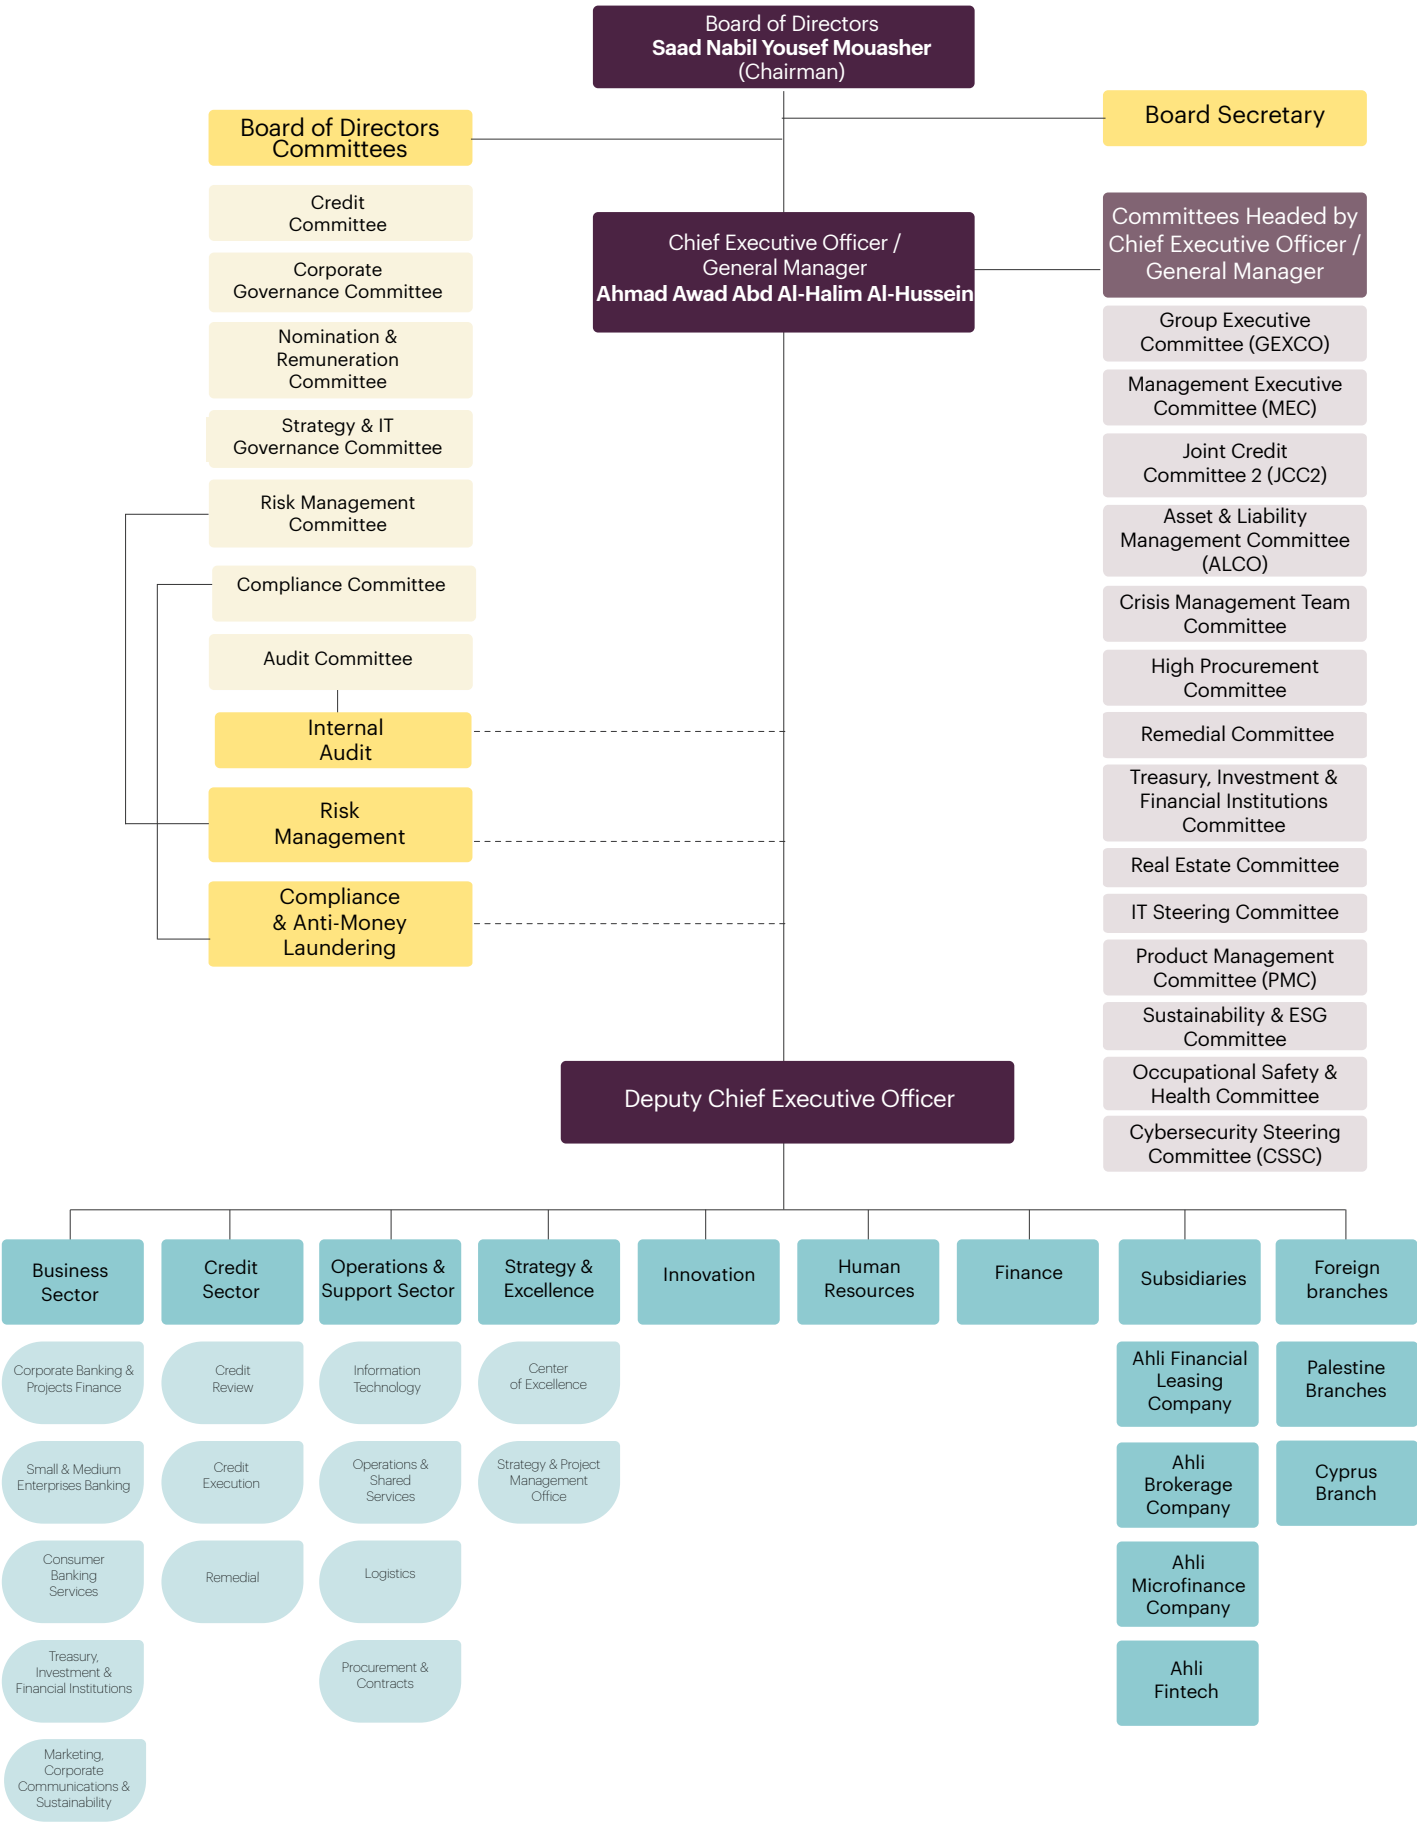 Board of Directors
Saad Nabil Yousef Mouasher
(Chairman)
Board Secretary
Board of Directors
Committees
Credit
Committee
Corporate
Governance Committee
Nomination &
Remuneration
Committee
Strategy & IT
Governance Committee
Risk Management
Committee
Compliance Committee
Audit Committee
Internal
Audit
Risk
Management
Compliance
& Anti-Money
Laundering
Chief Executive Officer /
General Manager
Ahmad Awad Abd Al-Halim Al-Hussein
Committees Headed by
Chief Executive Officer /
General Manager
Group Executive
Committee (GEXCO)
Management Executive
Committee (MEC)
Joint Credit
Committee 2 (JCC2)
Asset & Liability
Management Committee
(ALCO)
Crisis Management Team
Committee
High Procurement
Committee
Remedial Committee
Treasury, Investment &
Financial Institutions
Committee
Real Estate Committee
IT Steering Committee
Product Management
Committee (PMC)
Sustainability & ESG
Committee
Occupational Safety &
Health Committee
Cybersecurity Steering
Committee (CSSC)
Deputy Chief Executive Officer
Business
Sector
Corporate Banking &
Projects Finance
Small & Medium
Enterprises Banking
Consumer
Banking
Services
Treasury,
Investment &
Financial Institutions
Marketing,
Corporate
Communications &
Sustainability
Credit
Sector
Credit
Review
Credit
Execution
Remedial
Operations &
Support Sector
Information
Technology
Operations &
Shared
Services
Logistics
Procurement &
Contracts
Strategy &
Excellence
Center
of Excellence
Strategy & Project
Management
Office
Innovation
Human
Resources
Finance
Subsidiaries
Ahli Financial
Leasing
Company
Ahli
Brokerage
Company
Ahli
Microfinance
Company
Ahli
Fintech
Foreign
branches
Palestine
Branches
Cyprus
Branch